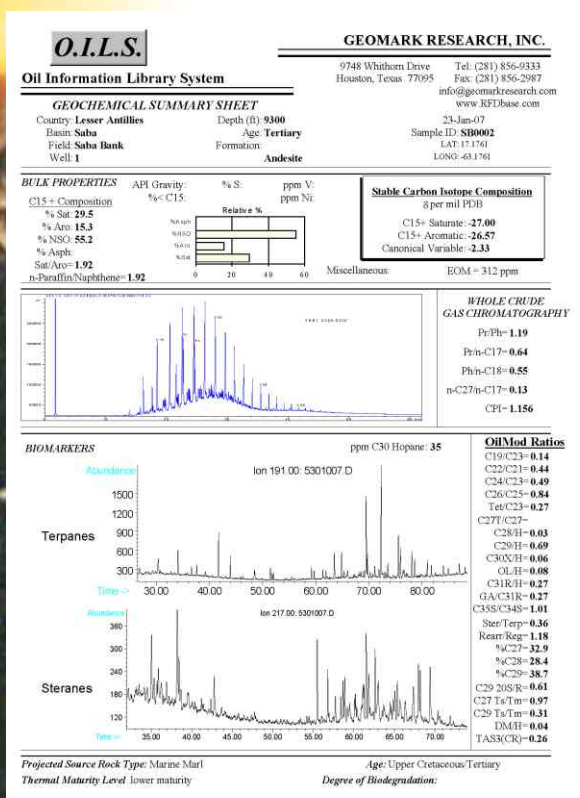 O.I.L.S.
Oil Information Library System
GEOMARK RESEARCH, INC.
9748 Whithorn Drive Tel: (281) 856-9333
Houston, Texas 77095 Fax: (281) 856-2987
info@geomarkresearch.com
www.RFDbase.com
GEOCHEMICAL SUMMARY SHEET
Country: Lesser Antillies Depth (ft): 9300 23-Jan-07
Basin: Saba Age: Tertiary Sample ID: SB0002
Field: Saba Bank Formation: LAT: 17.1761
Well: 1 Andesite LONG: -63.1761
BULK PROPERTIES API Gravity: % S: ppm V:
%< C15: ppm Ni:
C15 + Composition
% Sat: 29.5
% Aro: 15.3
% NSO: 55.2
% Asph:
Sat/Aro= 1.92
n-Paraffin/Naphthene= 1.92
Relative %
%Asph
%NSO
%Aro
%Sat
0 20 40 60
Stable Carbon Isotope Composition
per mil PDB
C15+ Saturate: -27.00
C15+ Aromatic: -26.57
Canonical Variable: -2.33
Miscellaneous: EOM = 312 ppm
WHOLE CRUDE
GAS CHROMATOGRAPHY
Pr/Ph= 1.19
Pr/n-C17= 0.64
Ph/n-C18= 0.55
n-C27/n-C17= 0.13
CPI= 1.156
BIOMARKERS ppm C30 Hopane: 35
Abundance Ion 191.00: 5301007.D
1500
1200
900
600
300
Terpanes
Time -> 30.00 40.00 50.00 60.00 70.00 80.00
Abundance Ion 217.00: 5301007.D
360
300
240
180
120
Steranes
Time -> 35.00 40.00 45.00 50.00 55.00 60.00 65.00 70.00
OilMod Ratios
C19/C23= 0.14
C22/C21= 0.44
C24/C23= 0.49
C26/C25= 0.84
Tet/C23= 0.27
C27T/C27=
C28/H= 0.03
C29/H= 0.69
C30X/H= 0.06
OL/H= 0.08
C31R/H= 0.27
GA/C31R= 0.27
C35S/C34S= 1.01
Ster/Terp= 0.36
Rearr/Reg= 1.18
%C27= 32.9
%C28= 28.4
%C29= 38.7
C29 20S/R= 0.61
C27 Ts/Tm= 0.97
C29 Ts/Tm= 0.31
DM/H= 0.04
TAS3(CR)= 0.26
Projected Source Rock Type: Marine Marl Age: Upper Cretaceous/Tertiary
Thermal Maturity Level lower maturity Degree of Biodegradation: